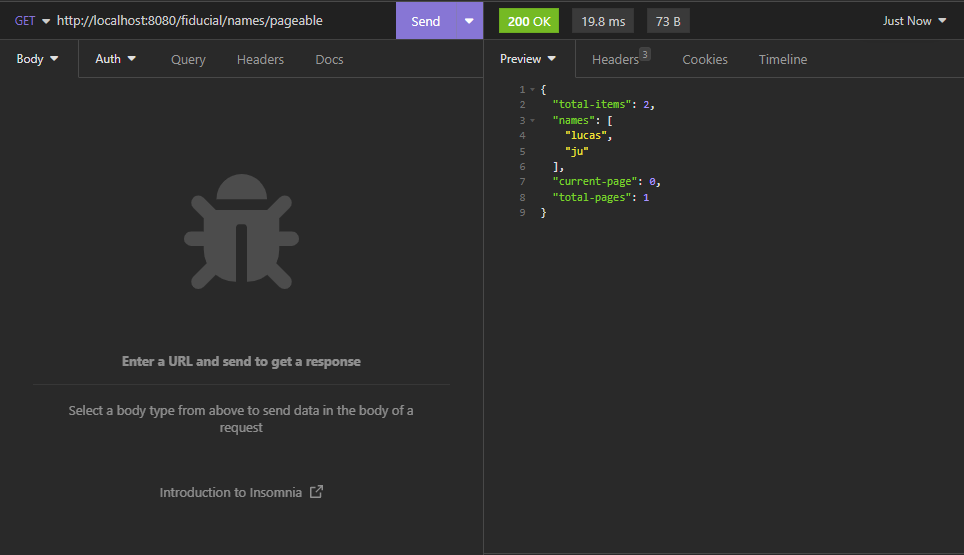 GET http://localhost:8080/fiducial/names/pageable Send 200 OK 19.8 ms 73 B Just Now
Body Auth Query Headers Docs
Preview Headers 3 Cookies Timeline
1 {
2 "total-items": 2,
3 "names": [
4 "lucas",
5 "ju"
6 ],
7 "current-page": 0,
8 "total-pages": 1
9 }
Enter a URL and send to get a response
Select a body type from above to send data in the body of a
request
Introduction to Insomnia